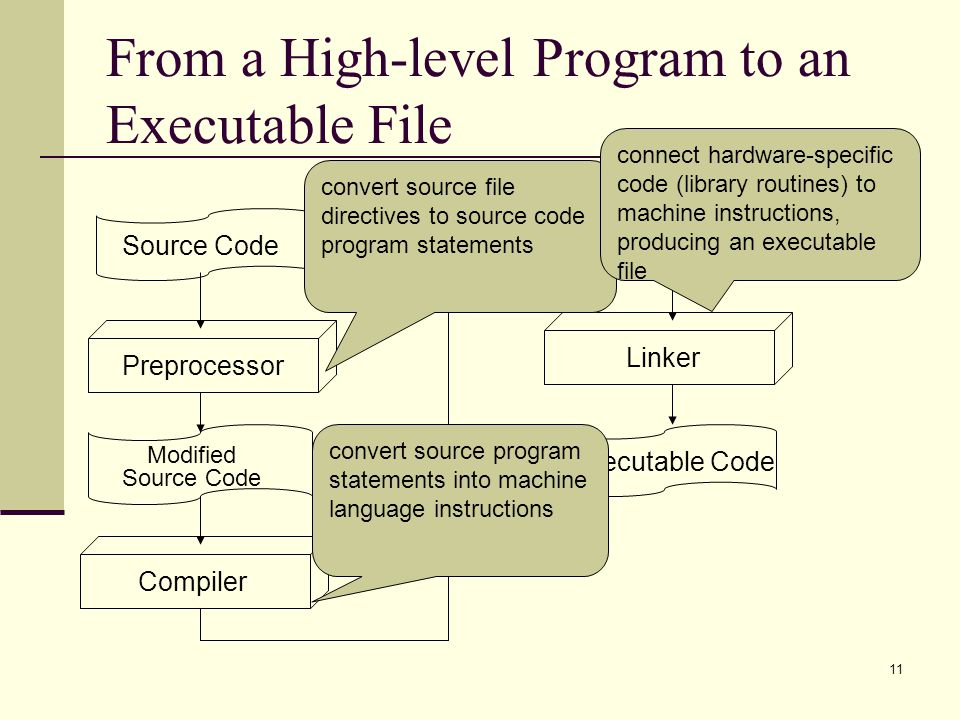 From a High-level Program to an
Executable File
connect hardware-specific
code (library routines) to
machine instructions,
producing an executable
file
convert source file
directives to source code
program statements
Source Code
Preprocessor
Linker
Modified
Source Code
convert source program
statements into machine
language instructions
ecutable Code
Compiler
11